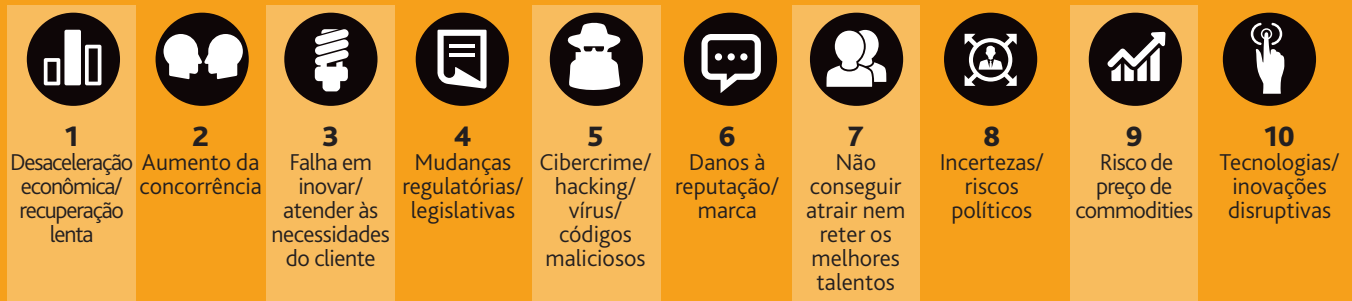 1
Desaceleração
econômica/
recuperação
lenta
2
Aumento da
concorrência
3
Falha em
inovar/
atender às
necessidades
do cliente
4
Mudanças
regulatórias/
legislativas
5
Cibercrime/
hacking/
vírus/
códigos
maliciosos
6
Danos à
reputação/
marca
7
Não
conseguir
atrair nem
reter os
melhores
talentos
8
Incertezas/
riscos
políticos
9
Risco de
preço de
commodities
10
Tecnologias/
inovações
disruptivas